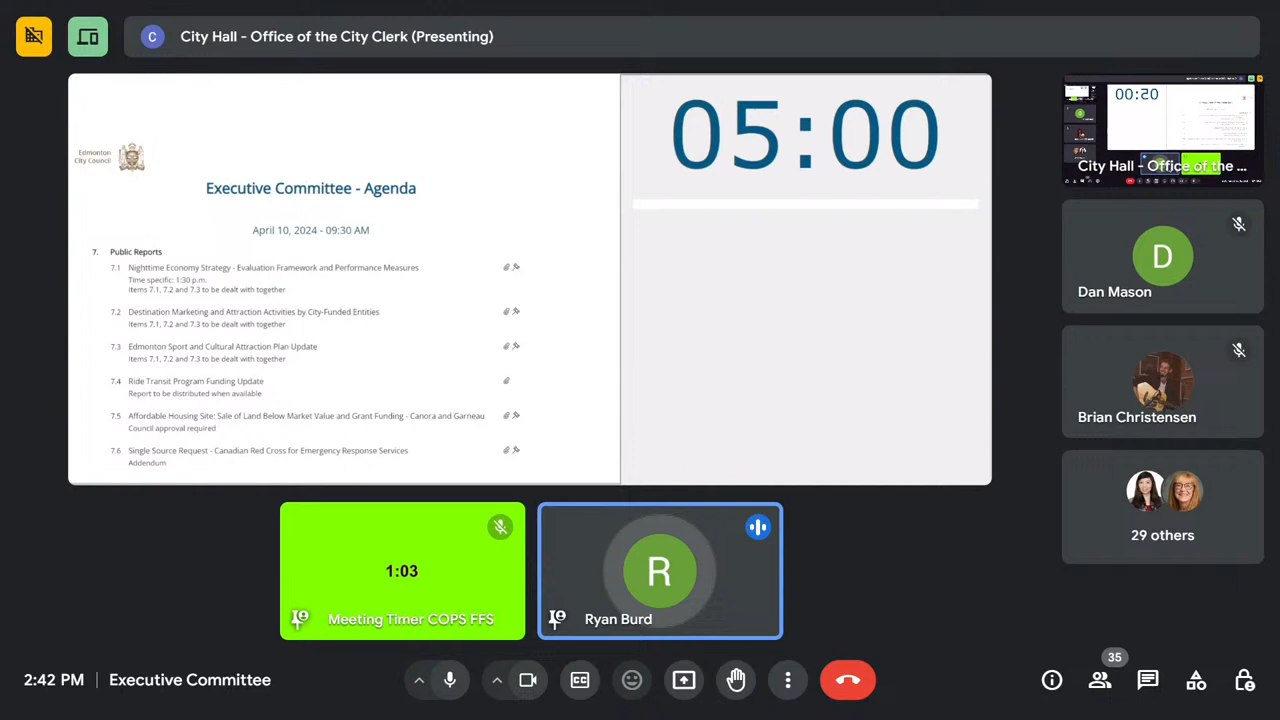 C City Hall - Office of the City Clerk (Presenting)
Edmonton
City Council
Executive Committee - Agenda
April 10, 2024 - 09:30 AM
7. Public Reports
7.1 Nighttime Economy Strategy - Evaluation Framework and Performance Measures
Time specific: 1:30 p.m.
Items 7.1, 7.2 and 7.3 to be dealt with together
7.2 Destination Marketing and Attraction Activities by City-Funded Entities
Items 7.1, 7.2 and 7.3 to be dealt with together
7.3 Edmonton Sport and Cultural Attraction Plan Update
Items 7.1, 7.2 and 7.3 to be dealt with together
7.4 Ride Transit Program Funding Update
Report to be distributed when available
7.5 Affordable Housing Site: Sale of Land Below Market Value and Grant Funding - Canora and Garneau
Council approval required
7.6 Single Source Request - Canadian Red Cross for Emergency Response Services
Addendum
05:00
City Hall - Office of the ...
D
Dan Mason
Brian Christensen
29 others
1:03
Meeting Timer COPS FFS
R
Ryan Burd
2:42 PM | Executive Committee
CC
35